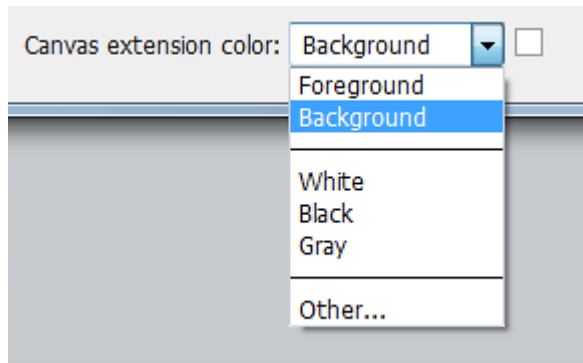 Canvas extension color: Background
Foreground
Background
White
Black
Gray
Other...